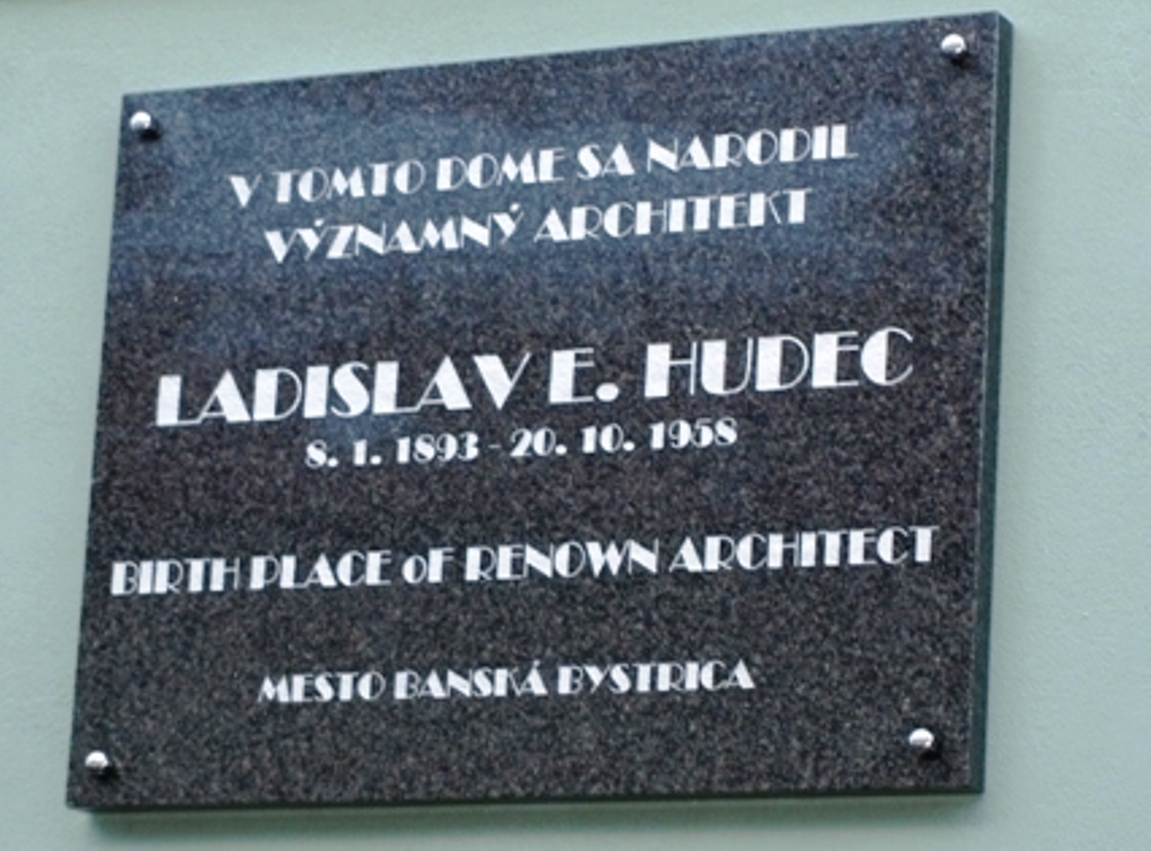 V TOMTO DOME SA NARODIL
VÝZNAMNÝ ARCHITEKT
LADISLAV E. HUDEC
8. 1. 1893 - 20. 10. 1958
BIRTH PLACE oF RENOWN ARCHITECT
MESTO BANSKÁ BYSTRICA